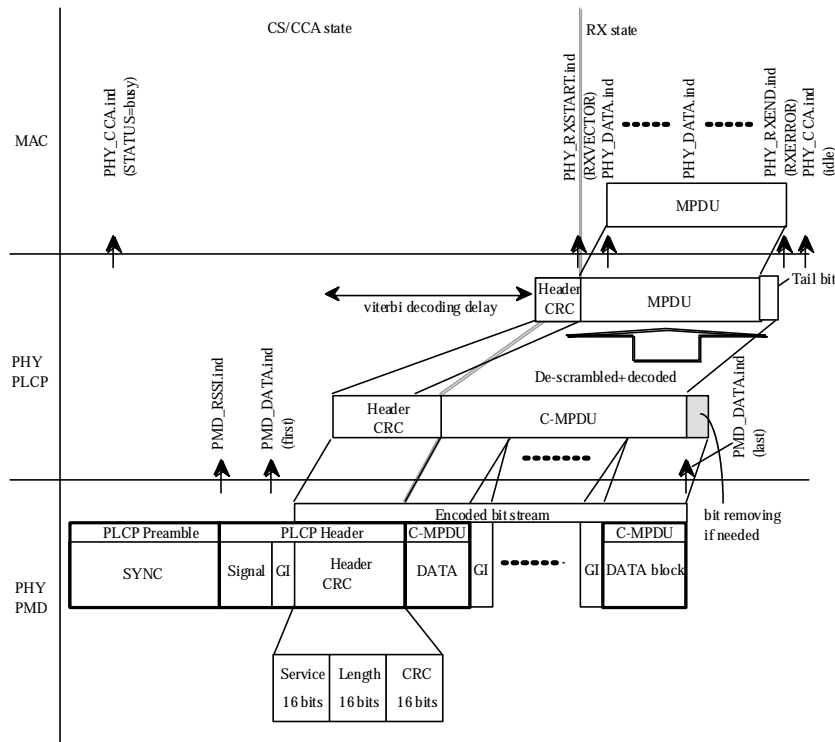 CS/CCA state
RX state
MAC
PHY_CCA.ind
(STATUS=busy)
PHY_RXSTART.ind
(RXVECTOR)
PHY_DATA.ind
PHY_DATA.ind
PHY_RXEND.ind
(RXERROR)
PHY_CCA.ind
(idle)
MPDU
Header
CRC
MPDU
Tail bit
viterbi decoding delay
PHY
PLCP
De-scrambled+decoded
PMD_RSSI.ind
PMD_DATA.ind
(first)
Header
CRC
C-MPDU
PMD_DATA.ind
(last)
Encoded bit stream
bit removing
if needed
PLCP Preamble
PLCP Header
C-MPDU
C-MPDU
PHY
PMD
SYNC
Signal
GI
Header
CRC
DATA
GI
GI
DATA block
Service
16 bits
Length
16 bits
CRC
16 bits